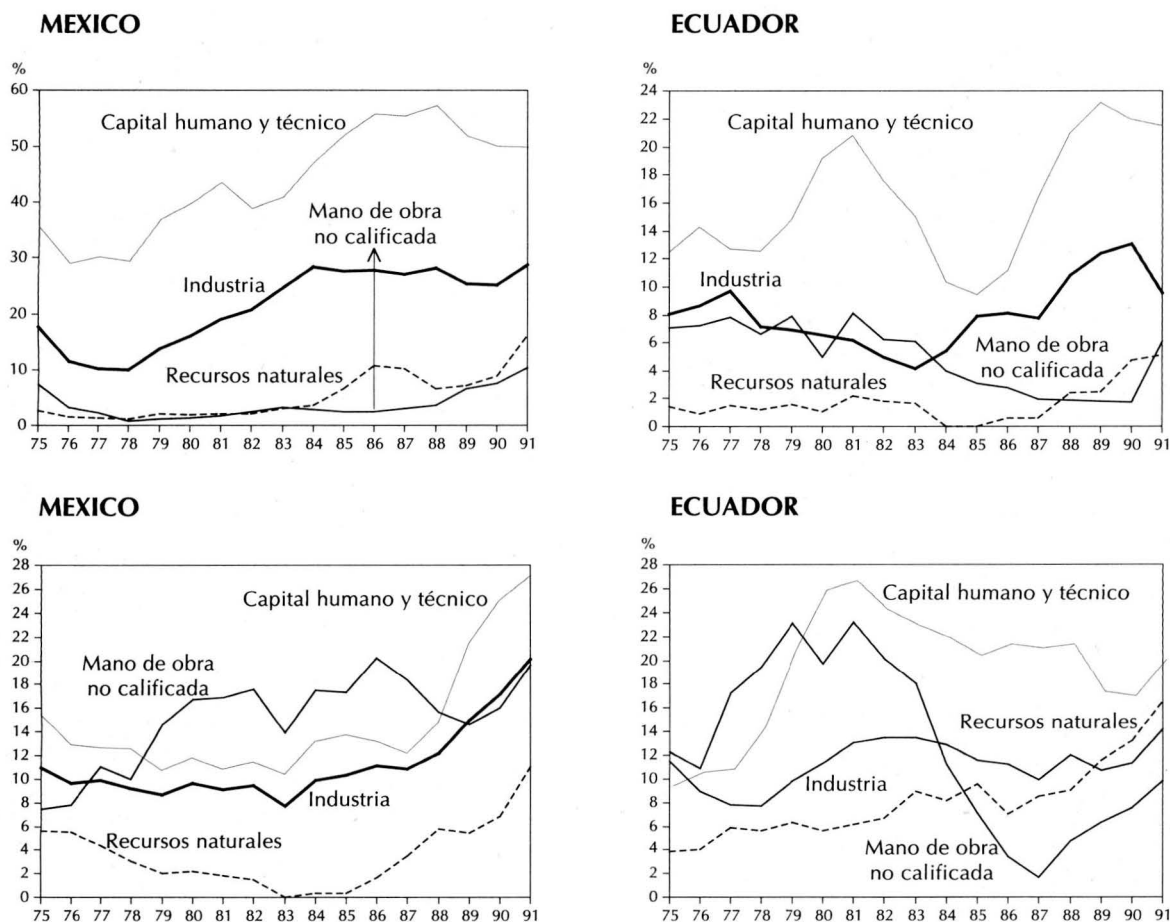 MEXICO
%
60
50
40
30
20
10
0
Capital humano y técnico
Mano de obra
no calificada
Industria
Recursos naturales
75 76 77 78 79 80 81 82 83 84 85 86 87 88 89 90 91
ECUADOR
%
24
22
20
18
16
14
12
10
8
6
4
2
0
Capital humano y técnico
Industria
Mano de obra
no calificada
Recursos naturales
75 76 77 78 79 80 81 82 83 84 85 86 87 88 89 90 91
MEXICO
%
28
26
24
22
20
18
16
14
12
10
8
6
4
2
0
Capital humano y técnico
Mano de obra
no calificada
Industria
Recursos naturales
75 76 77 78 79 80 81 82 83 84 85 86 87 88 89 90 91
ECUADOR
%
28
26
24
22
20
18
16
14
12
10
8
6
4
2
0
Capital humano y técnico
Recursos naturales
Industria
Mano de obra
no calificada
75 76 77 78 79 80 81 82 83 84 85 86 87 88 89 90 91